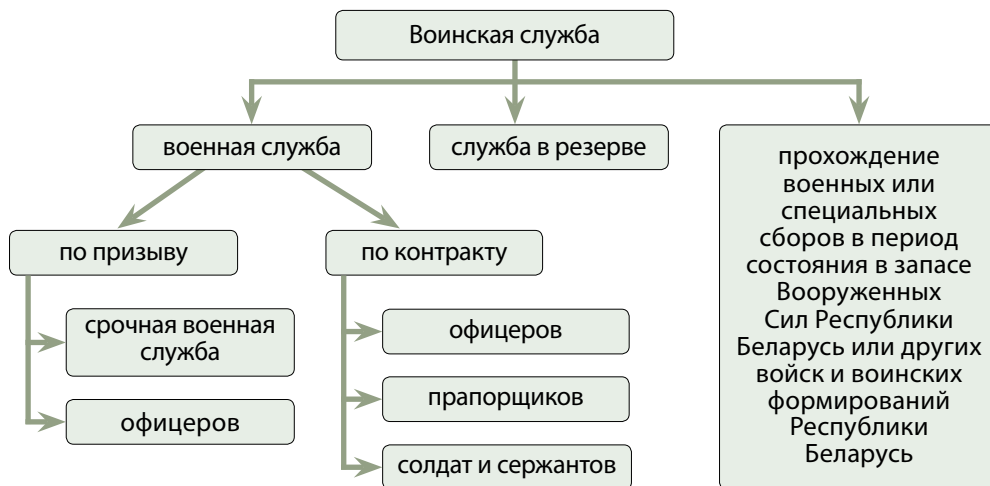 Воинская служба
военная служба
служба в резерве
прохождение
военных или
специальных
сборов в период
состояния в запасе
Вооруженных
Сил Республики
Беларусь или других
войск и воинских
формирований
Республики
Беларусь
по призыву
срочная военная
служба
офицеров
по контракту
офицеров
прапорщиков
солдат и сержантов